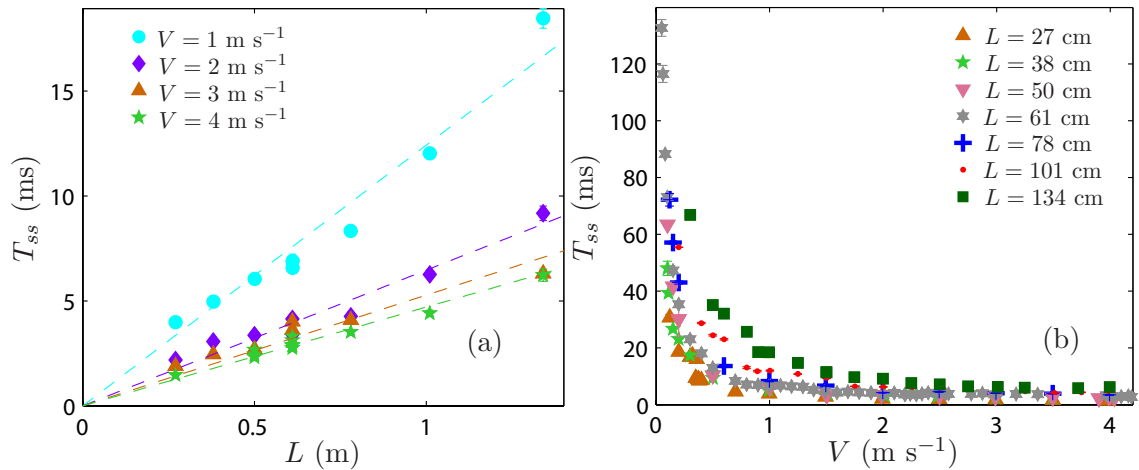 V = 1 m s⁻¹
V = 2 m s⁻¹
V = 3 m s⁻¹
V = 4 m s⁻¹
15
10
5
0
0
0.5
1
T_ss (ms)
L (m)
(a)
L = 27 cm
L = 38 cm
L = 50 cm
L = 61 cm
L = 78 cm
L = 101 cm
L = 134 cm
120
100
80
60
40
20
0
0
1
2
3
4
T_ss (ms)
V (m s⁻¹)
(b)